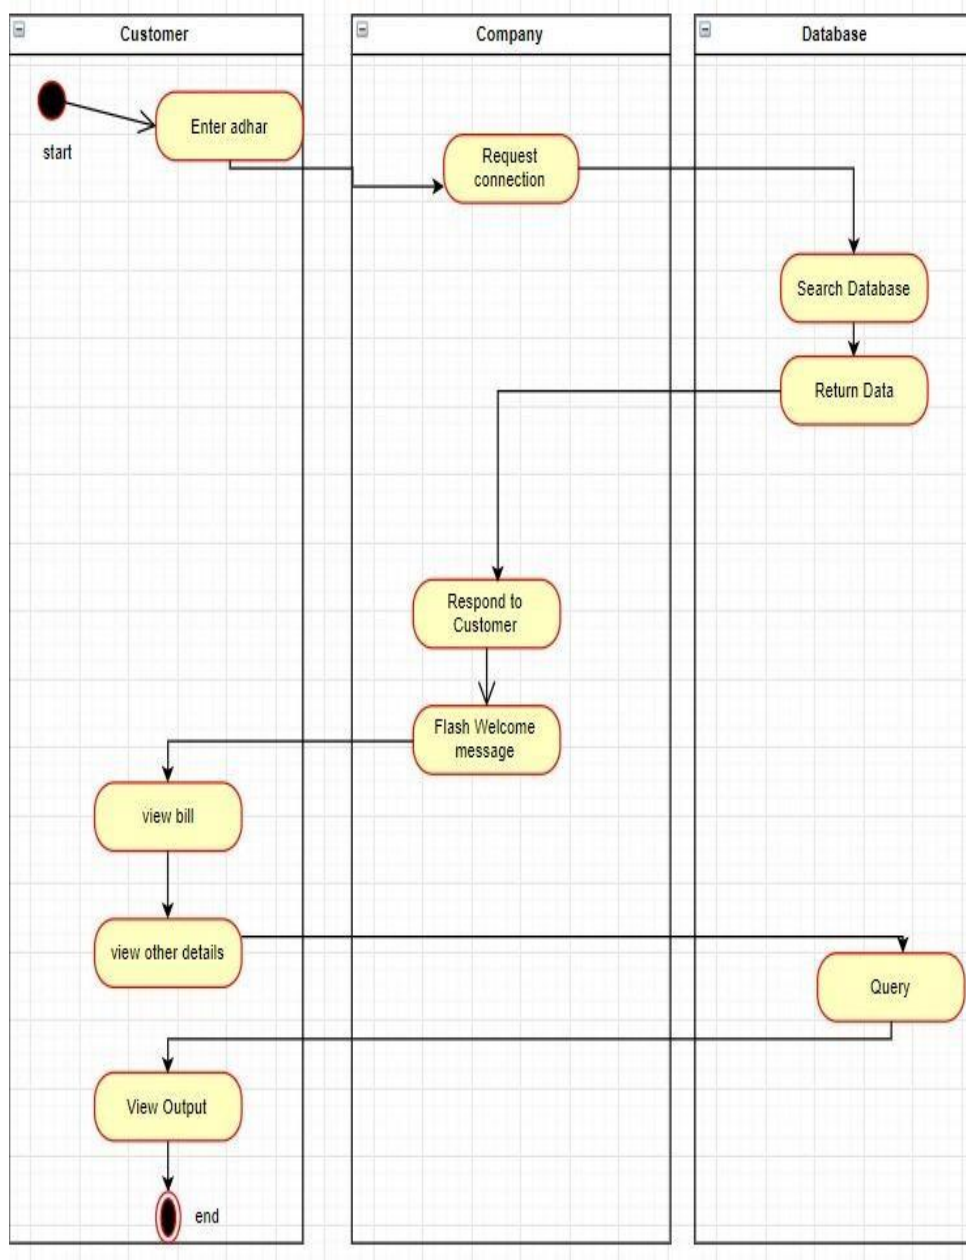 Customer
Company
Database
start
Enter adhar
Request
connection
Search Database
Return Data
Respond to
Customer
Flash Welcome
message
view bill
view other details
Query
View Output
end